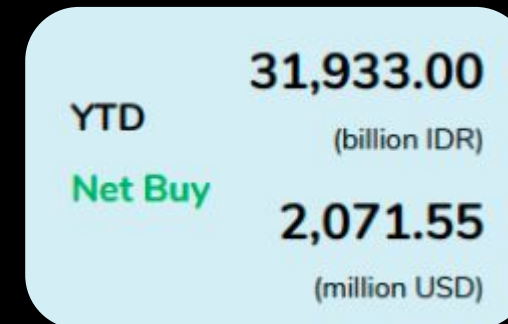 YTD
Net Buy
31,933.00
(billion IDR)
2,071.55
(million USD)